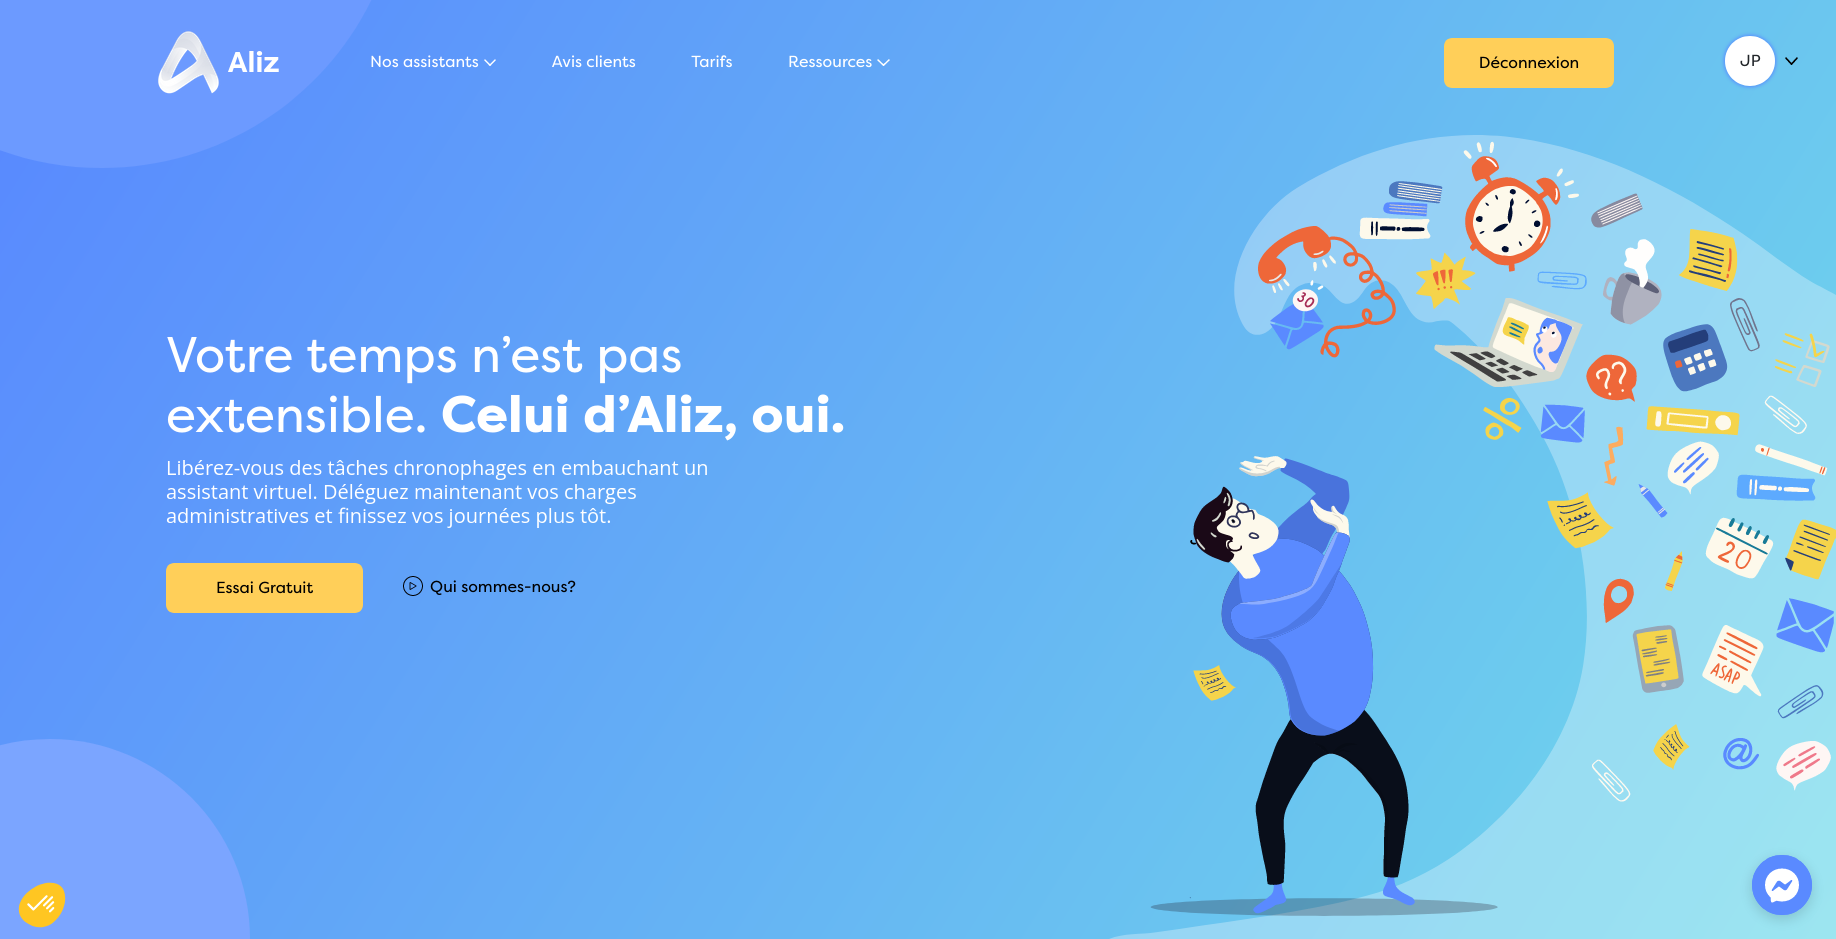 Aliz
Nos assistants
Avis clients
Tarifs
Ressources
Déconnexion
JP
Votre temps n’est pas
extensible. Celui d’Aliz, oui.
Libérez-vous des tâches chronophages en embauchant un
assistant virtuel. Déléguez maintenant vos charges
administratives et finissez vos journées plus tôt.
Essai Gratuit
Qui sommes-nous?
30
!!!
??
%
20
ASAP
@